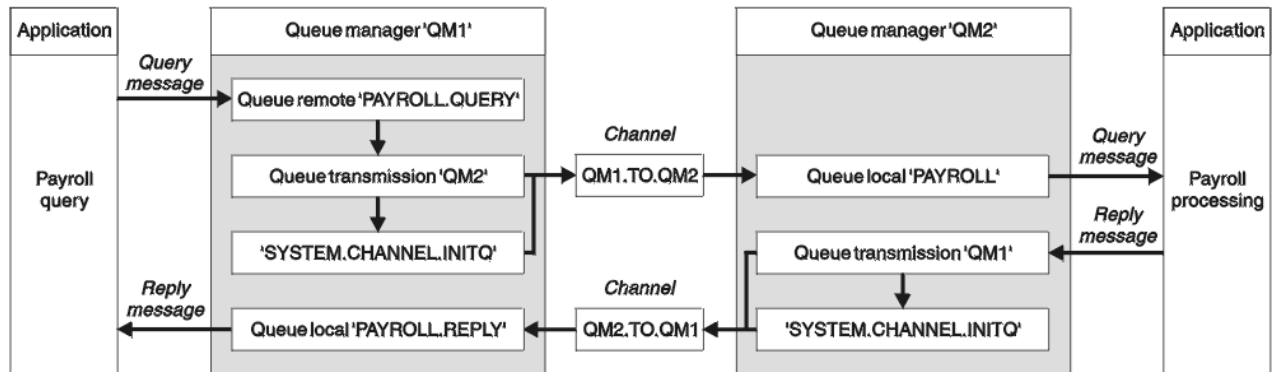 Application
Queue manager 'QM1'
Queue manager 'QM2'
Application
Query
message
Queue remote 'PAYROLL.QUERY'
Channel
Query
message
Payroll
query
Queue transmission 'QM2'
QM1.TO.QM2
Queue local 'PAYROLL'
Payroll
processing
Reply
message
'SYSTEM.CHANNEL.INITQ'
Queue transmission 'QM1'
Reply
message
Channel
Queue local 'PAYROLL.REPLY'
QM2.TO.QM1
'SYSTEM.CHANNEL.INITQ'